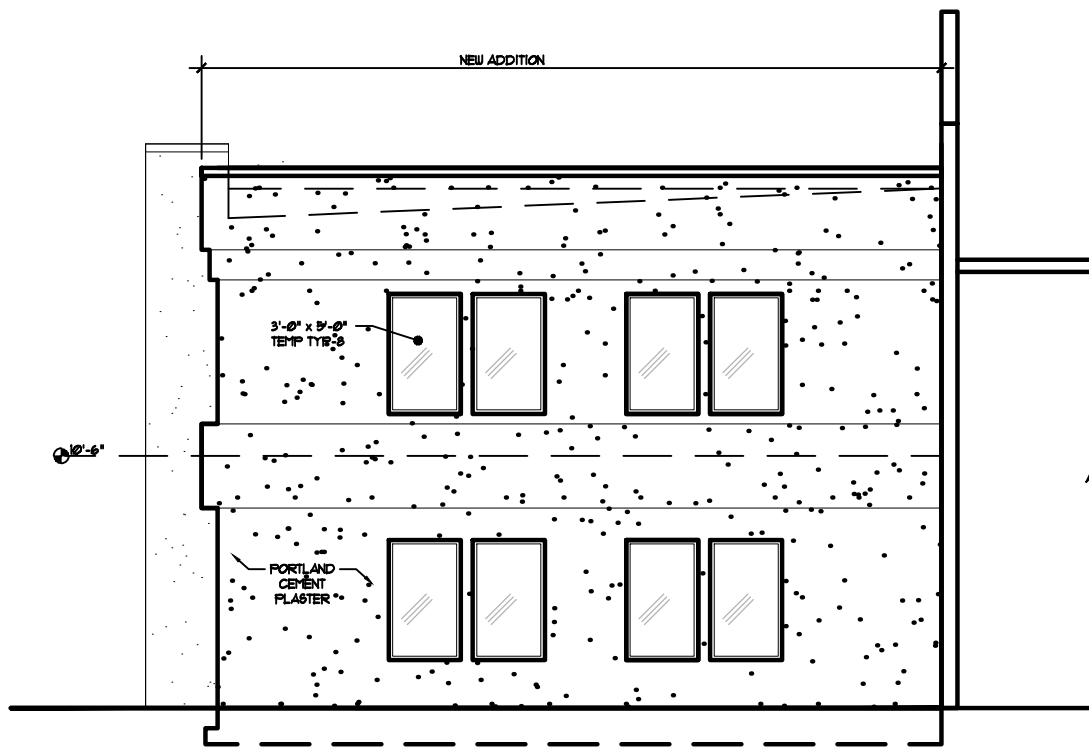 NEW ADDITION
3'-0" x 5'-0"
TEMP TYP.-8
10'-6"
PORTLAND
CEMENT
PLASTER